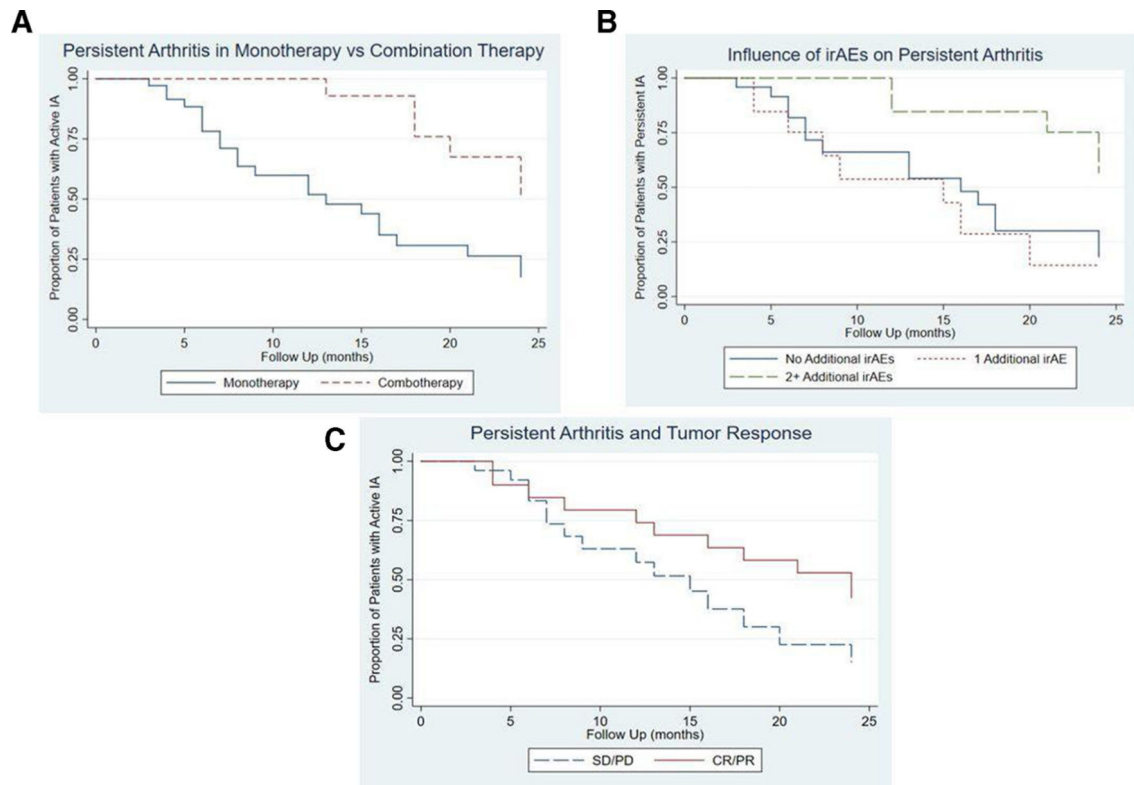 A
Persistent Arthritis in Monotherapy vs Combination Therapy
Proportion of Patients with Active IA
1.00
0.75
0.50
0.25
0.00
0 5 10 15 20 25
Follow Up (months)
Monotherapy Combotherapy
B
Influence of irAEs on Persistent Arthritis
Proportion of Patients with Persistent IA
1.00
0.75
0.50
0.25
0.00
0 5 10 15 20 25
Follow Up (months)
No Additional irAEs 1 Additional irAE
2+ Additional irAEs
C
Persistent Arthritis and Tumor Response
Proportion of Patients with Active IA
1.00
0.75
0.50
0.25
0.00
0 5 10 15 20 25
Follow Up (months)
SD/PD CR/PR